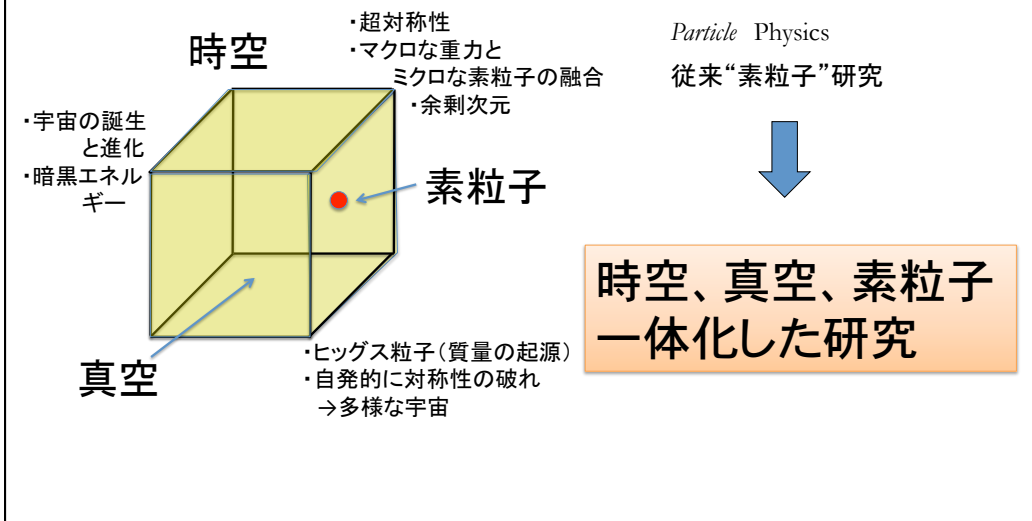 時空
・超対称性
・マクロな重力と
ミクロな素粒子の融合
・余剰次元
・宇宙の誕生
と進化
・暗黒エネル
ギー
素粒子
真空
・ヒッグス粒子(質量の起源)
・自発的に対称性の破れ
→多様な宇宙
Particle Physics
従来“素粒子”研究
時空、真空、素粒子
一体化した研究